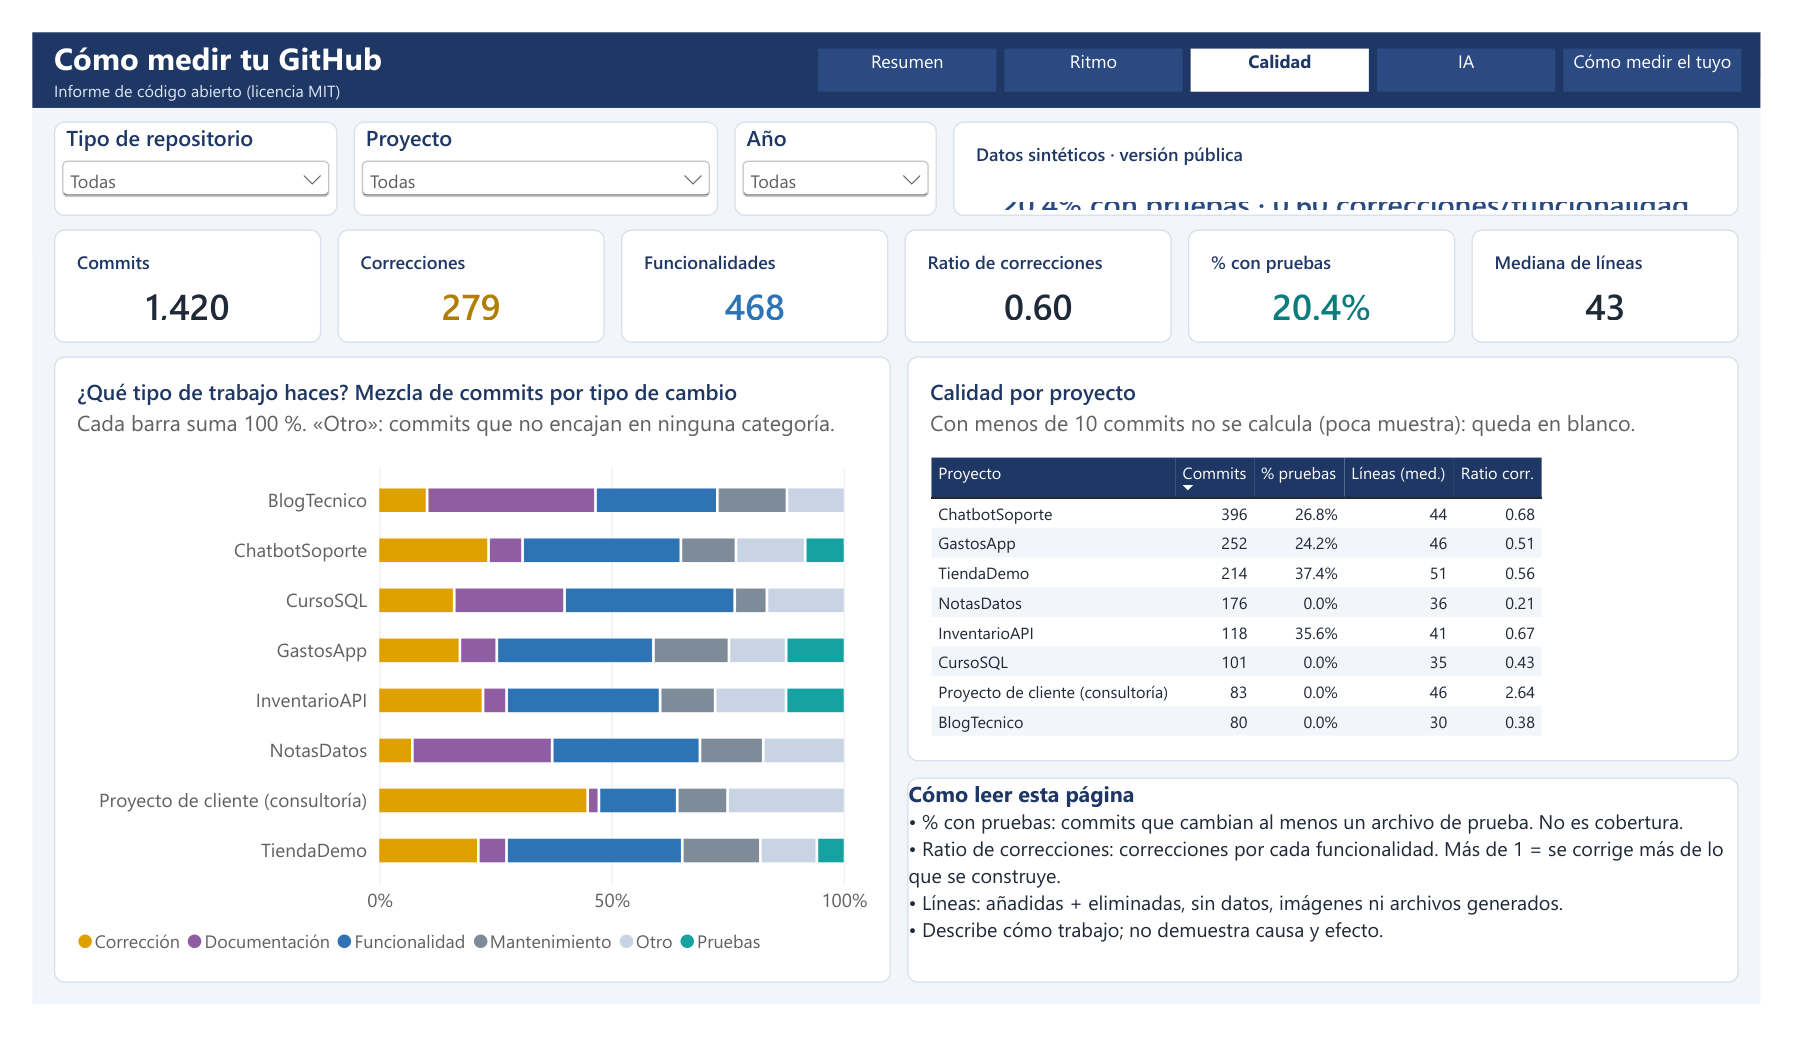 Cómo medir tu GitHub
Informe de código abierto (licencia MIT)
Resumen
Ritmo
Calidad
IA
Cómo medir el tuyo
Tipo de repositorio
Todas
Proyecto
Todas
Año
Todas
Datos sintéticos · versión pública
20.4% con pruebas · 0.60 correcciones/funcionalidad
Commits
1.420
Correcciones
279
Funcionalidades
468
Ratio de correcciones
0.60
% con pruebas
20.4%
Mediana de líneas
43
¿Qué tipo de trabajo haces? Mezcla de commits por tipo de cambio
Cada barra suma 100 %. «Otro»: commits que no encajan en ninguna categoría.
BlogTecnico
ChatbotSoporte
CursoSQL
GastosApp
InventarioAPI
NotasDatos
Proyecto de cliente (consultoría)
TiendaDemo
0% 50% 100%
Corrección Documentación Funcionalidad Mantenimiento Otro Pruebas
Calidad por proyecto
Con menos de 10 commits no se calcula (poca muestra): queda en blanco.
Proyecto Commits % pruebas Líneas (med.) Ratio corr.
ChatbotSoporte 396 26.8% 44 0.68
GastosApp 252 24.2% 46 0.51
TiendaDemo 214 37.4% 51 0.56
NotasDatos 176 0.0% 36 0.21
InventarioAPI 118 35.6% 41 0.67
CursoSQL 101 0.0% 35 0.43
Proyecto de cliente (consultoría) 83 0.0% 46 2.64
BlogTecnico 80 0.0% 30 0.38
Cómo leer esta página
• % con pruebas: commits que cambian al menos un archivo de prueba. No es cobertura.
• Ratio de correcciones: correcciones por cada funcionalidad. Más de 1 = se corrige más de lo
que se construye.
• Líneas: añadidas + eliminadas, sin datos, imágenes ni archivos generados.
• Describe cómo trabajo; no demuestra causa y efecto.